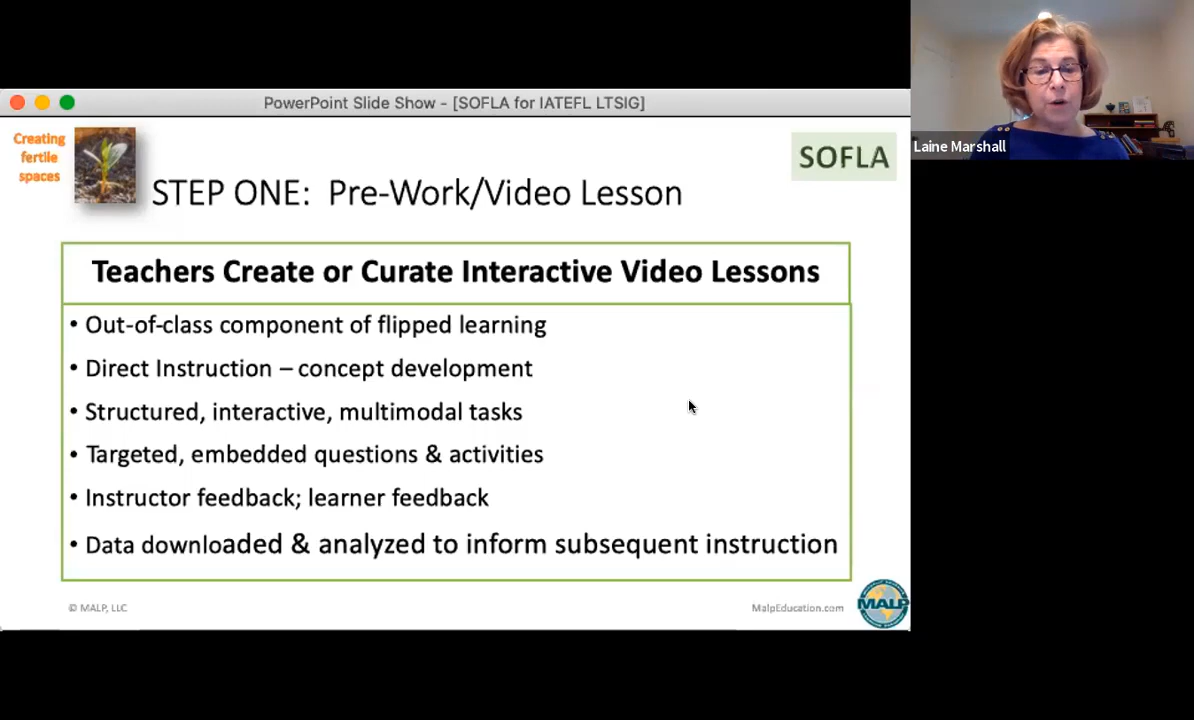 PowerPoint Slide Show - [SOFLA for IATEFL LTSIG]
Creating
fertile
spaces
SOFLA
Laine Marshall
STEP ONE: Pre-Work/Video Lesson
Teachers Create or Curate Interactive Video Lessons
• Out-of-class component of flipped learning
• Direct Instruction – concept development
• Structured, interactive, multimodal tasks
• Targeted, embedded questions & activities
• Instructor feedback; learner feedback
• Data downloaded & analyzed to inform subsequent instruction
© MALP, LLC
MalpEducation.com
MALP